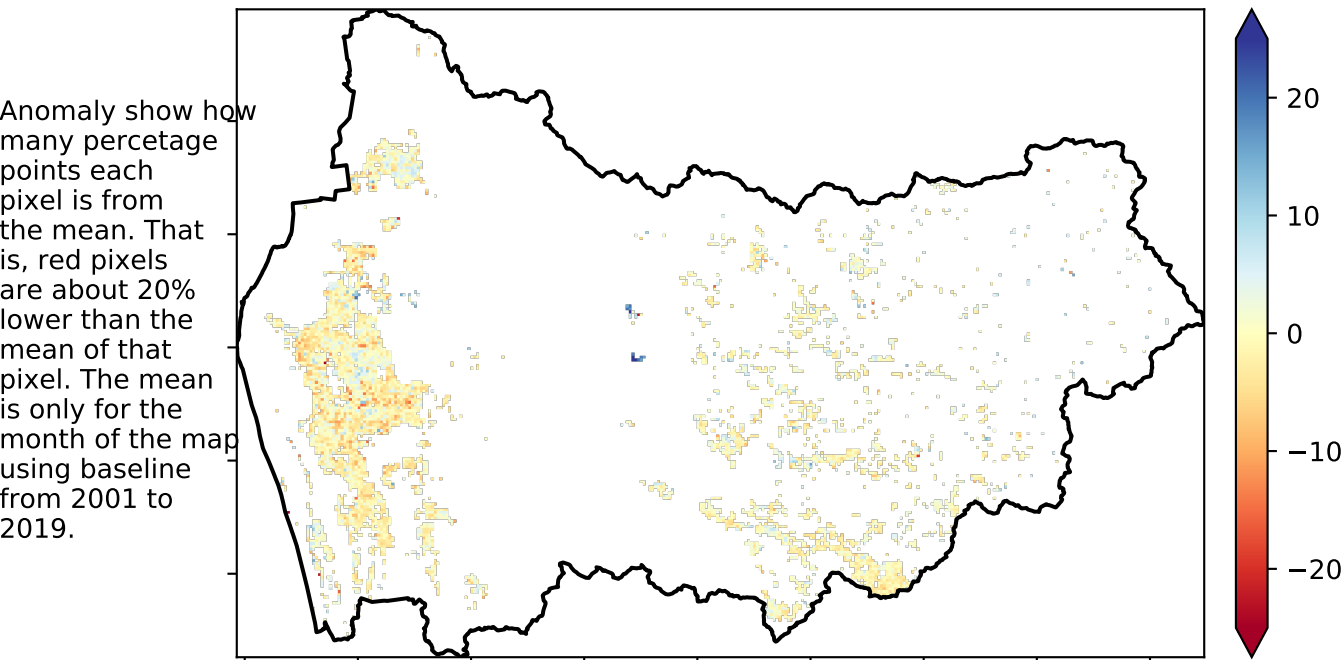 Anomaly show how
many percetage
points each
pixel is from
the mean. That
is, red pixels
are about 20%
lower than the
mean of that
pixel. The mean
is only for the
month of the map
using baseline
from 2001 to
2019.
20
10
0
−10
−20